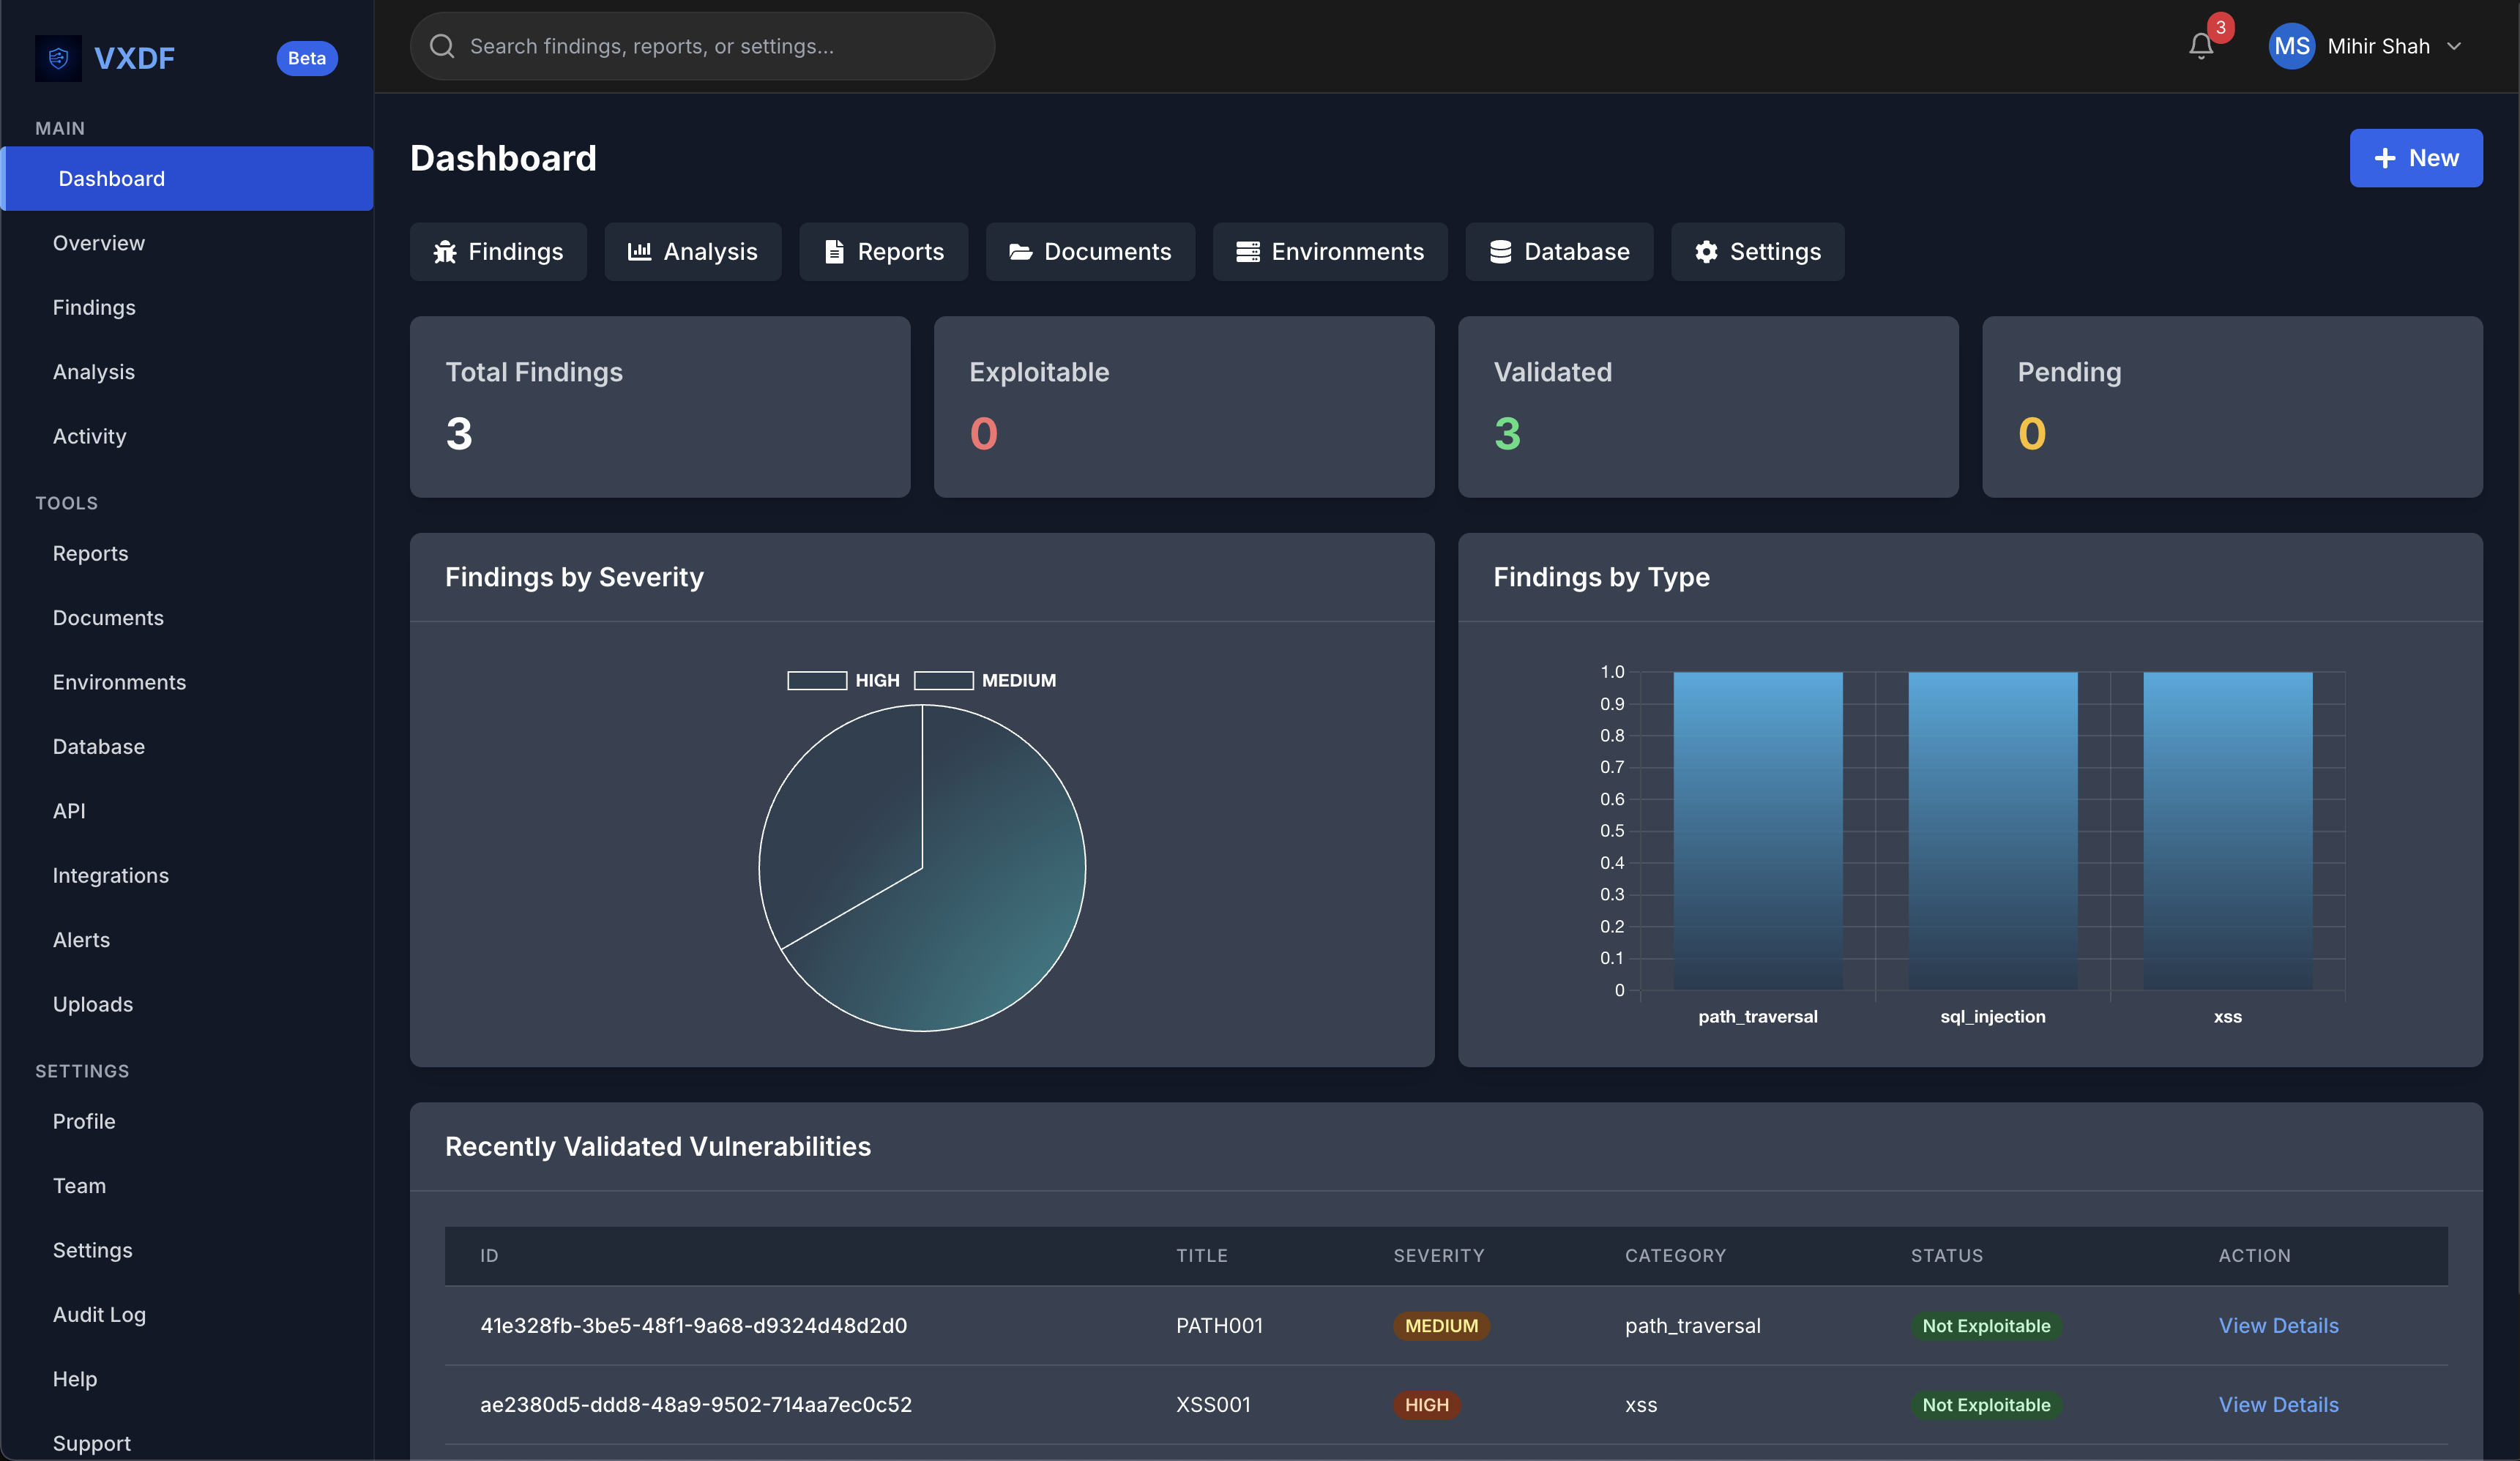 VXDF
Beta
Search findings, reports, or settings...
3
MS
Mihir Shah
MAIN
Dashboard
Overview
Findings
Analysis
Activity
TOOLS
Reports
Documents
Environments
Database
API
Integrations
Alerts
Uploads
SETTINGS
Profile
Team
Settings
Audit Log
Help
Support
Dashboard
New
Findings
Analysis
Reports
Documents
Environments
Database
Settings
Total Findings
3
Exploitable
0
Validated
3
Pending
0
Findings by Severity
HIGH
MEDIUM
Findings by Type
1.0
0.9
0.8
0.7
0.6
0.5
0.4
0.3
0.2
0.1
0
path_traversal
sql_injection
xss
Recently Validated Vulnerabilities
ID TITLE SEVERITY CATEGORY STATUS ACTION
41e328fb-3be5-48f1-9a68-d9324d48d2d0 PATH001 MEDIUM path_traversal Not Exploitable View Details
ae2380d5-ddd8-48a9-9502-714aa7ec0c52 XSS001 HIGH xss Not Exploitable View Details